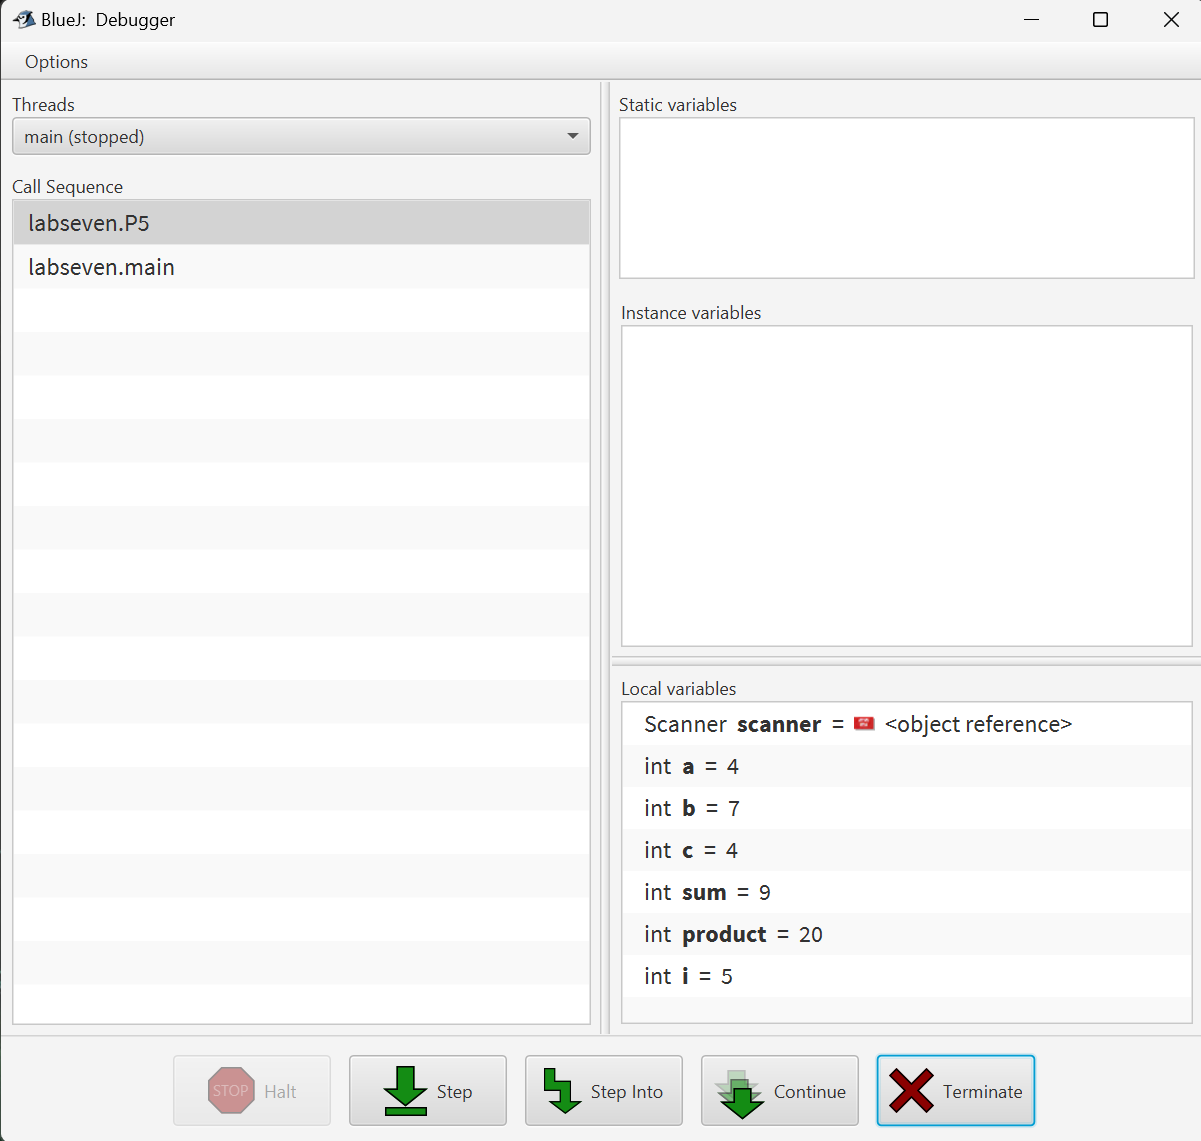 BlueJ: Debugger
Options
Threads
main (stopped)
Call Sequence
labseven.P5
labseven.main
Static variables
Instance variables
Local variables
Scanner scanner = <object reference>
int a = 4
int b = 7
int c = 4
int sum = 9
int product = 20
int i = 5
STOP Halt
Step
Step Into
Continue
Terminate